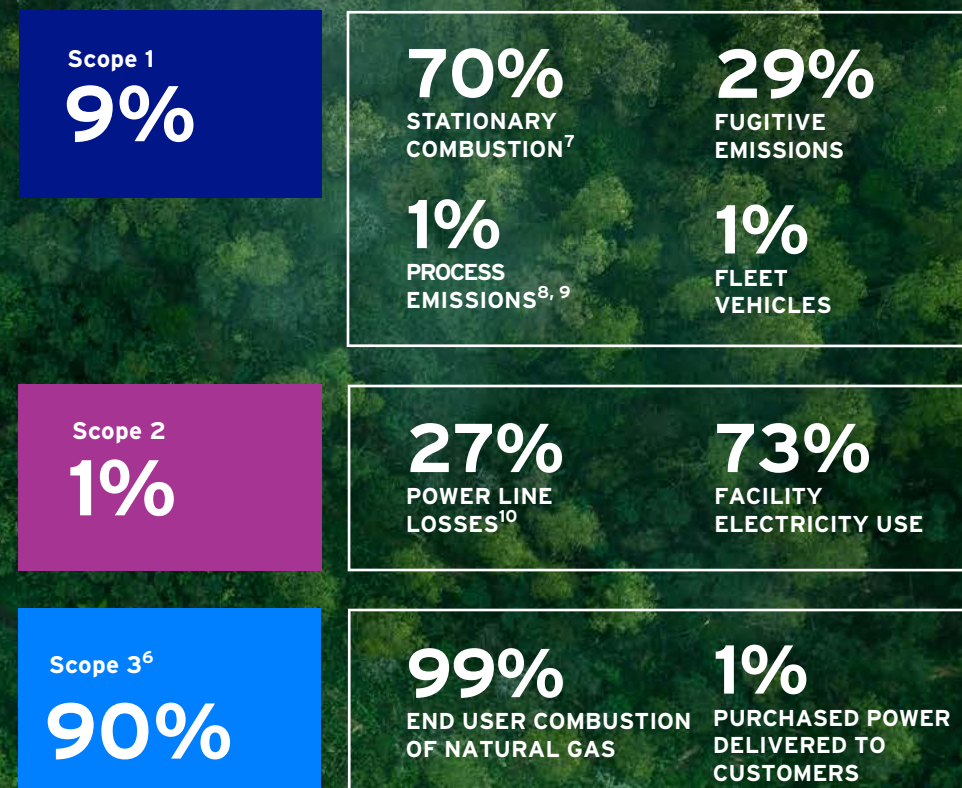 Scope 1
9%
70%
STATIONARY
COMBUSTION7
29%
FUGITIVE
EMISSIONS
1%
PROCESS
EMISSIONS8, 9
1%
FLEET
VEHICLES
Scope 2
1%
27%
POWER LINE
LOSSES10
73%
FACILITY
ELECTRICITY USE
Scope 36
90%
99%
END USER COMBUSTION
OF NATURAL GAS
1%
PURCHASED POWER
DELIVERED TO
CUSTOMERS